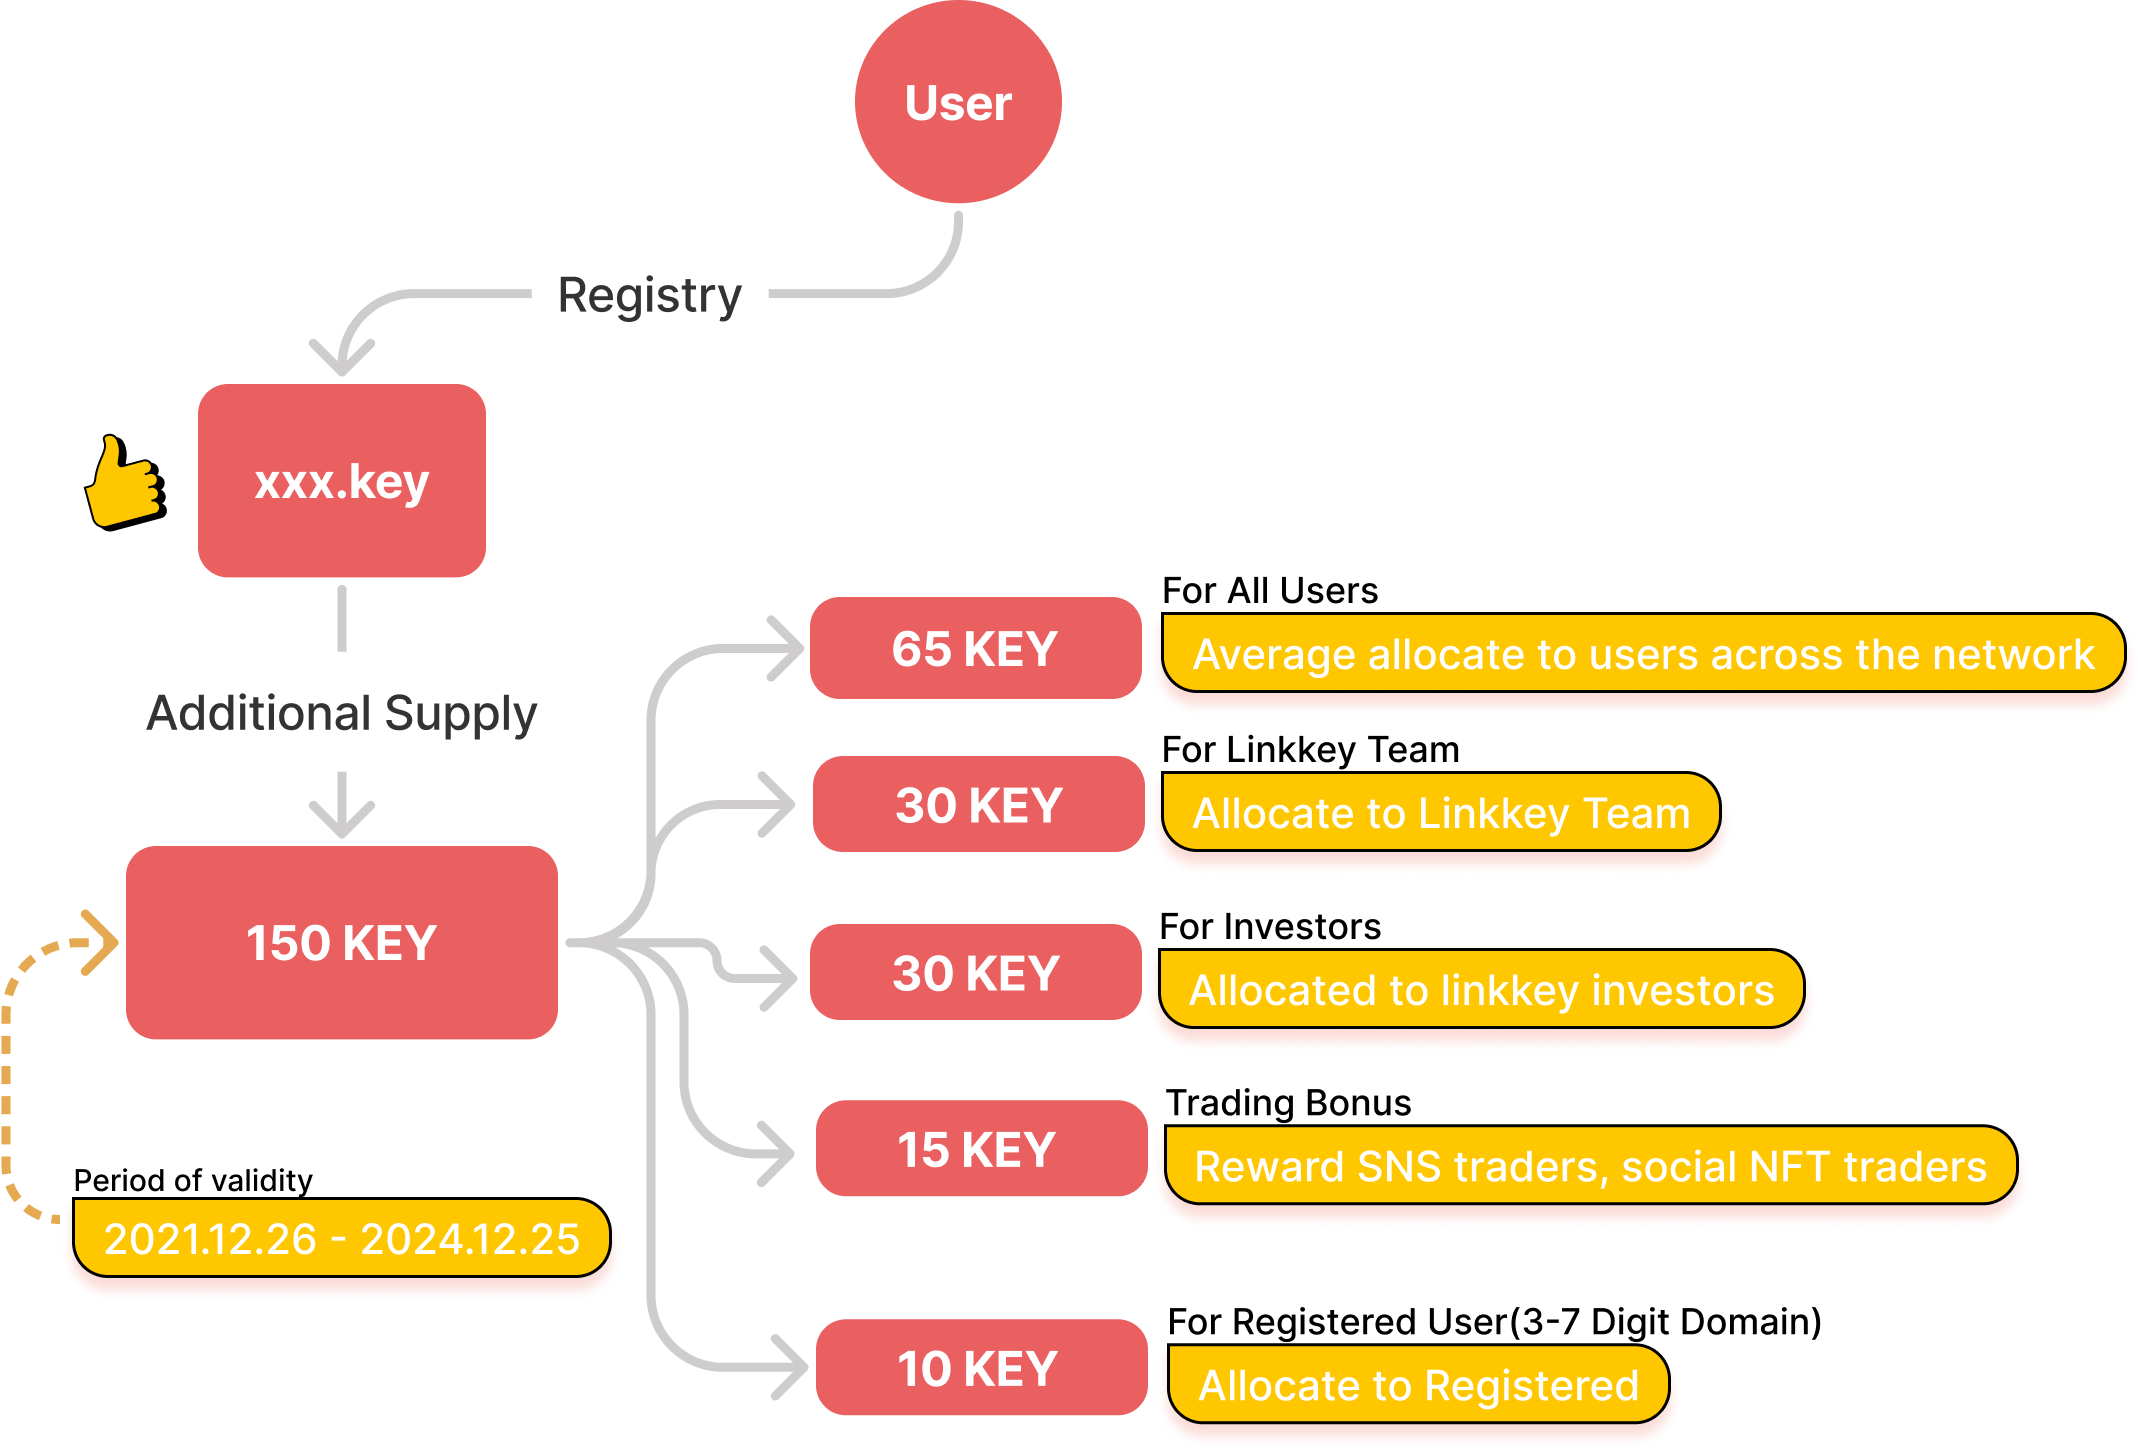 User
Registry
xxx.key
Additional Supply
150 KEY
Period of validity
2021.12.26 - 2024.12.25
65 KEY
For All Users
Average allocate to users across the network
30 KEY
For Linkkey Team
Allocate to Linkkey Team
30 KEY
For Investors
Allocated to linkkey investors
15 KEY
Trading Bonus
Reward SNS traders, social NFT traders
10 KEY
For Registered User(3-7 Digit Domain)
Allocate to Registered